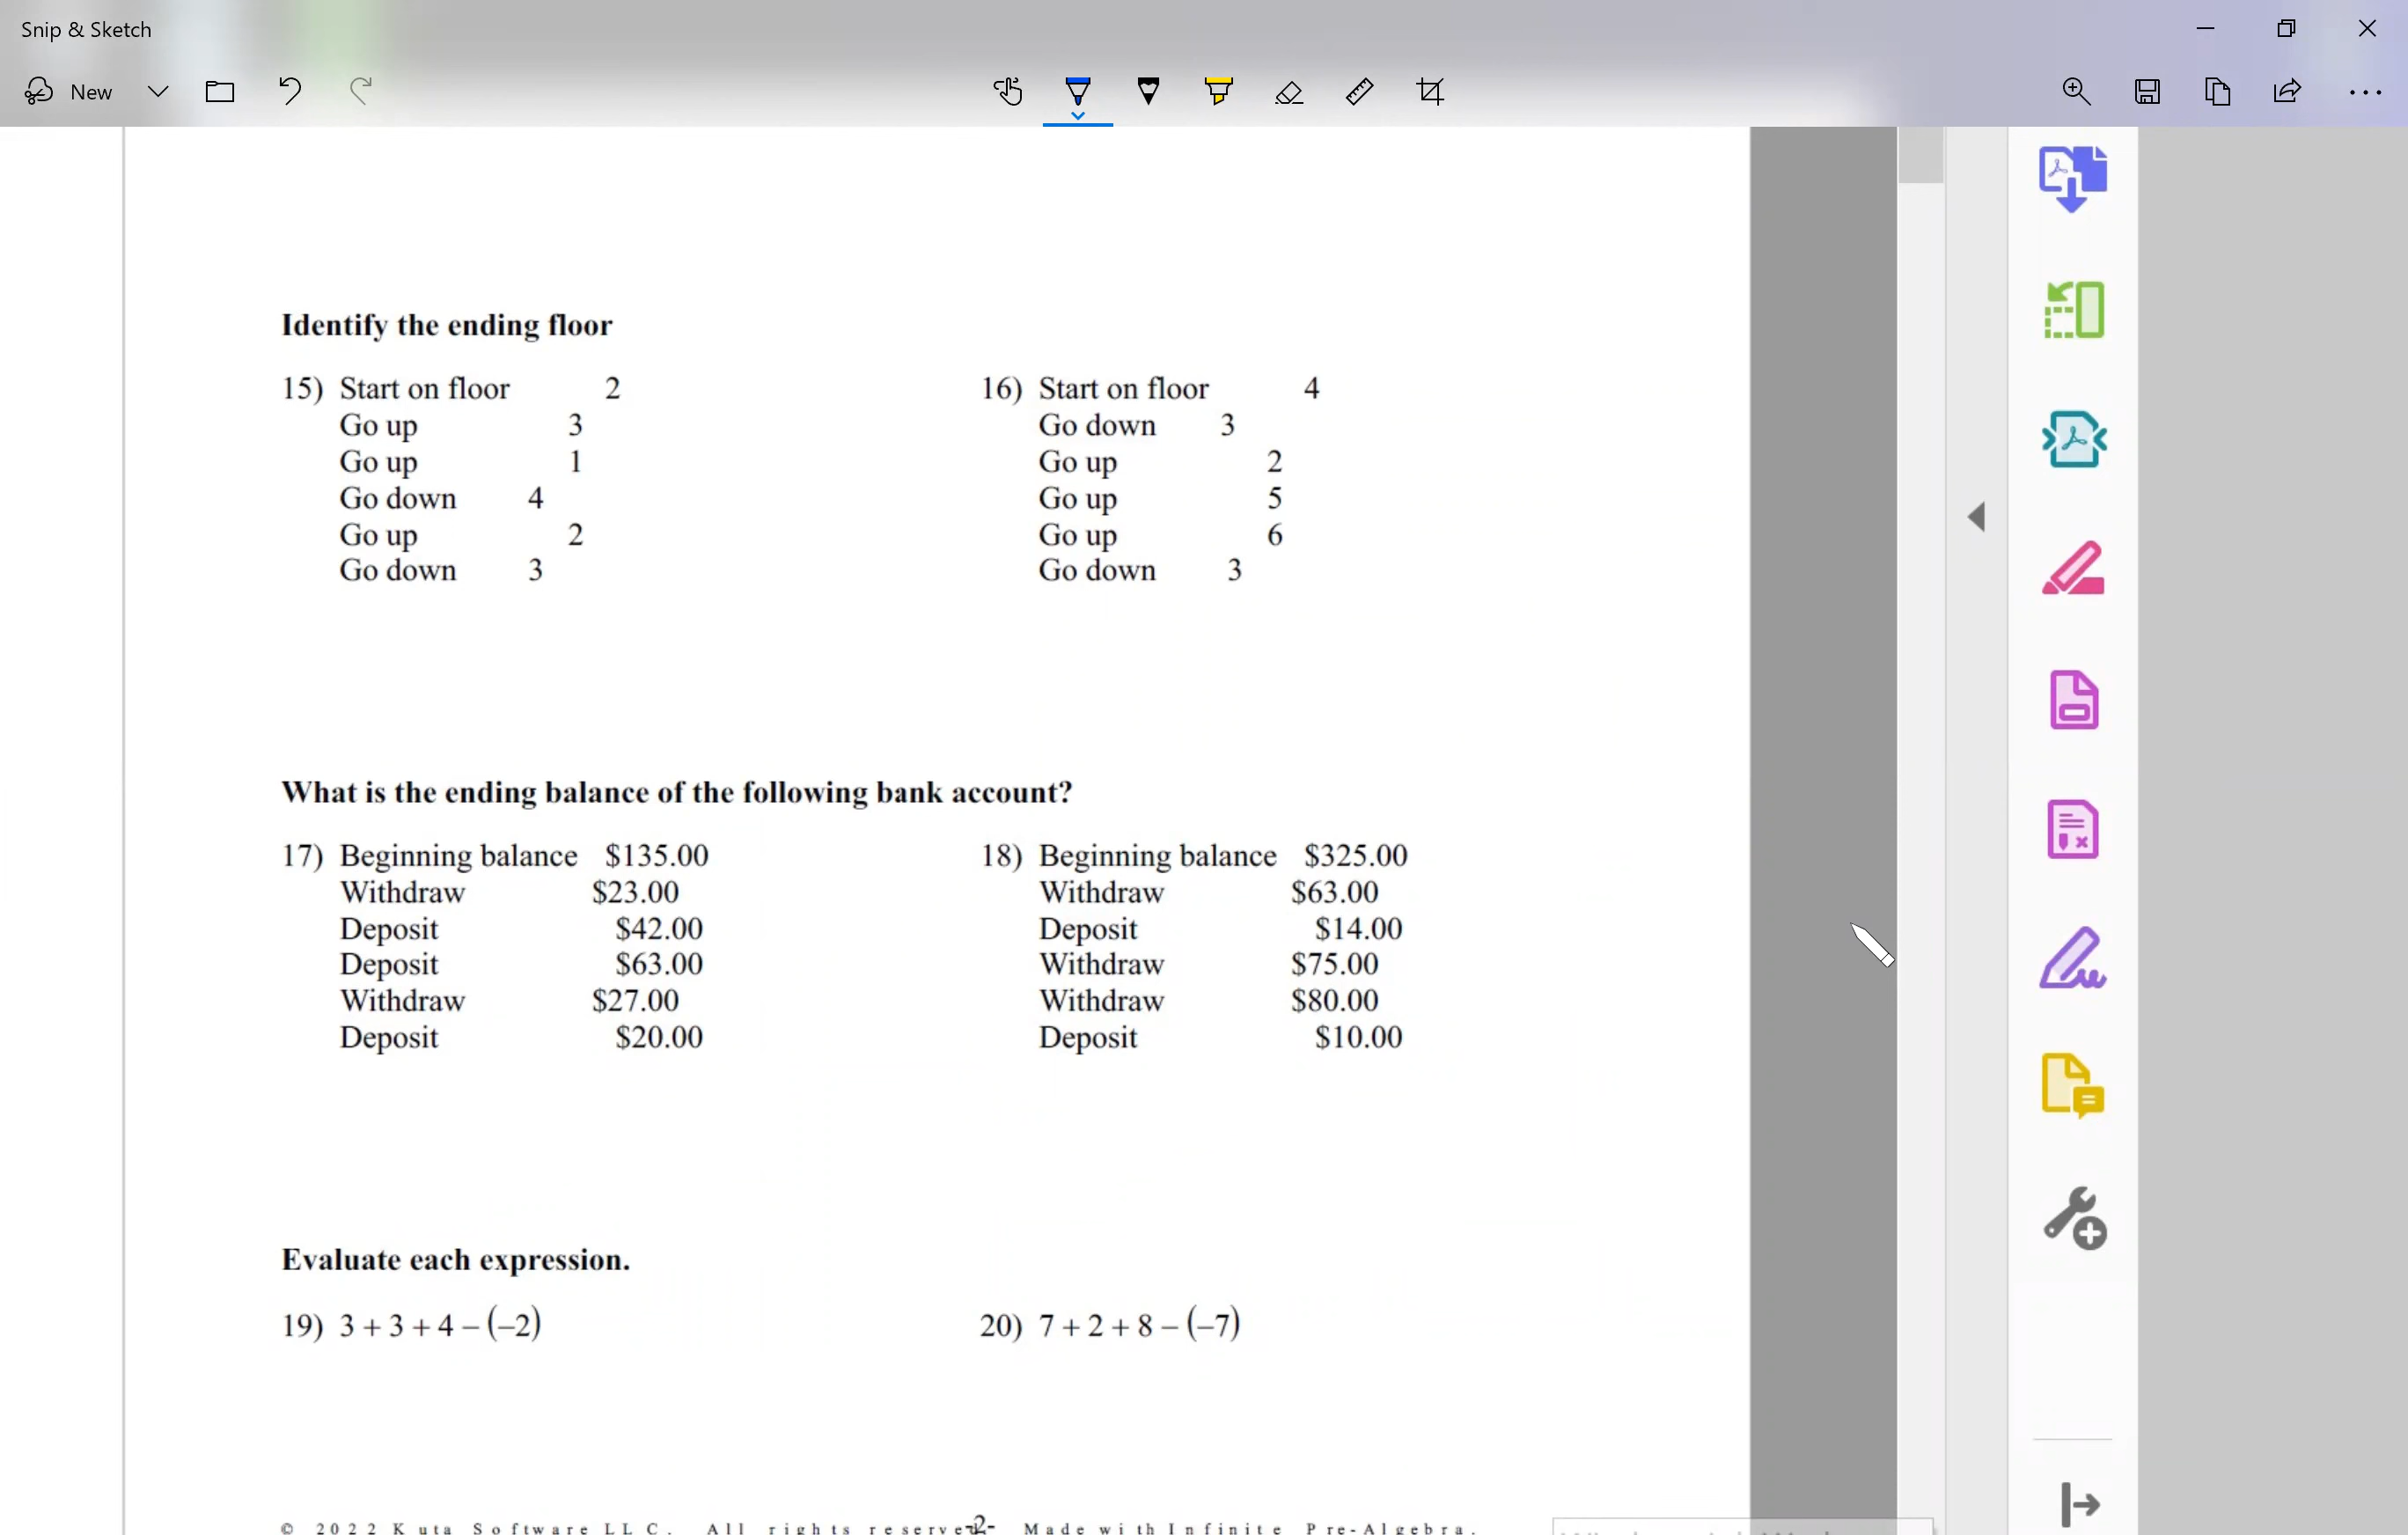 Snip & Sketch
New
Identify the ending floor
15) Start on floor 2
Go up 3
Go up 1
Go down 4
Go up 2
Go down 3
16) Start on floor 4
Go down 3
Go up 2
Go up 5
Go up 6
Go down 3
What is the ending balance of the following bank account?
17) Beginning balance $135.00
Withdraw $23.00
Deposit $42.00
Deposit $63.00
Withdraw $27.00
Deposit $20.00
18) Beginning balance $325.00
Withdraw $63.00
Deposit $14.00
Withdraw $75.00
Withdraw $80.00
Deposit $10.00
Evaluate each expression.
19) 3 + 3 + 4 – (–2)
20) 7 + 2 + 8 – (–7)
© 2022 Kuta Software LLC. All rights reserved. -2- Made with Infinite Pre-Algebra.